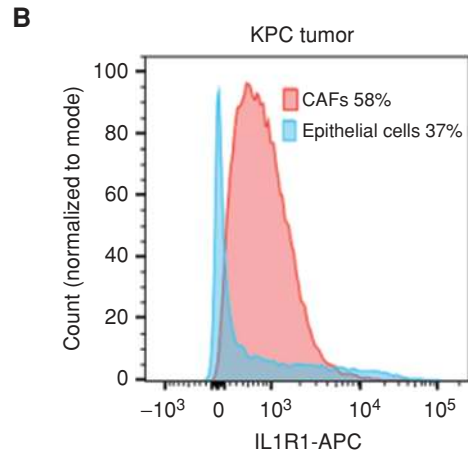 B
KPC tumor
100
80
60
40
20
0
Count (normalized to mode)
CAFs 58%
Epithelial cells 37%
–10³ 0 10³ 10⁴ 10⁵
IL1R1-APC